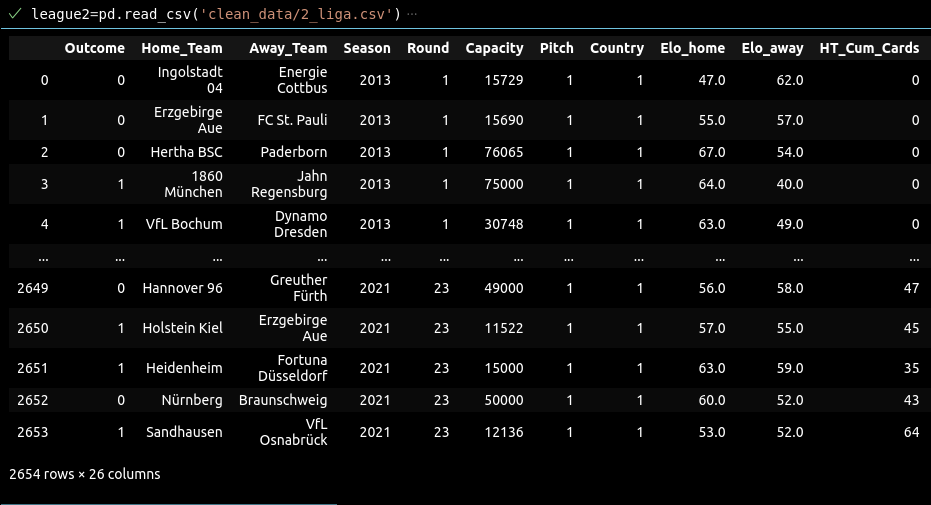 league2=pd.read_csv('clean_data/2_liga.csv') ···
Outcome Home_Team Away_Team Season Round Capacity Pitch Country Elo_home Elo_away HT_Cum_Cards
0 0 Ingolstadt 04 Energie Cottbus 2013 1 15729 1 1 47.0 62.0 0
1 0 Erzgebirge Aue FC St. Pauli 2013 1 15690 1 1 55.0 57.0 0
2 0 Hertha BSC Paderborn 2013 1 76065 1 1 67.0 54.0 0
3 1 1860 München Jahn Regensburg 2013 1 75000 1 1 64.0 40.0 0
4 1 VfL Bochum Dynamo Dresden 2013 1 30748 1 1 63.0 49.0 0
... ... ... ... ... ... ... ... ... ... ... ...
2649 0 Hannover 96 Greuther Fürth 2021 23 49000 1 1 56.0 58.0 47
2650 1 Holstein Kiel Erzgebirge Aue 2021 23 11522 1 1 57.0 55.0 45
2651 1 Heidenheim Fortuna Düsseldorf 2021 23 15000 1 1 63.0 59.0 35
2652 0 Nürnberg Braunschweig 2021 23 50000 1 1 60.0 52.0 43
2653 1 Sandhausen VfL Osnabrück 2021 23 12136 1 1 53.0 52.0 64
2654 rows × 26 columns